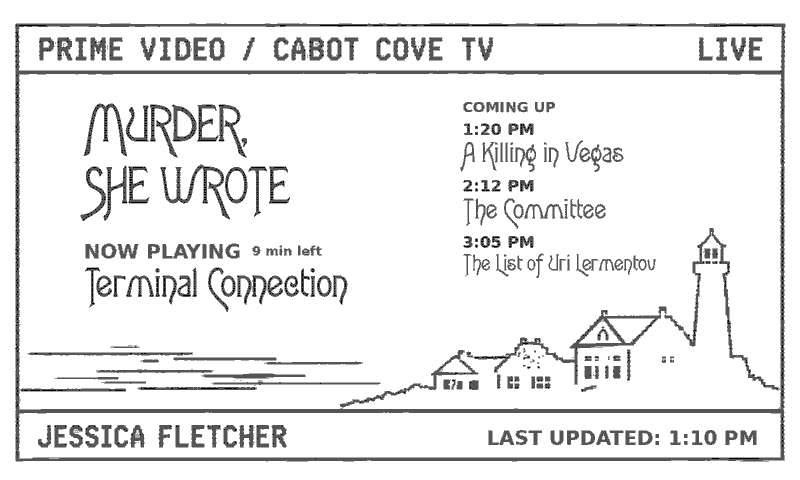 PRIME VIDEO / CABOT COVE TV
LIVE
MURDER,
SHE WROTE
NOW PLAYING 9 min left
Terminal Connection
COMING UP
1:20 PM
A Killing in Vegas
2:12 PM
The Committee
3:05 PM
The List of Uri Lermentov
JESSICA FLETCHER
LAST UPDATED: 1:10 PM